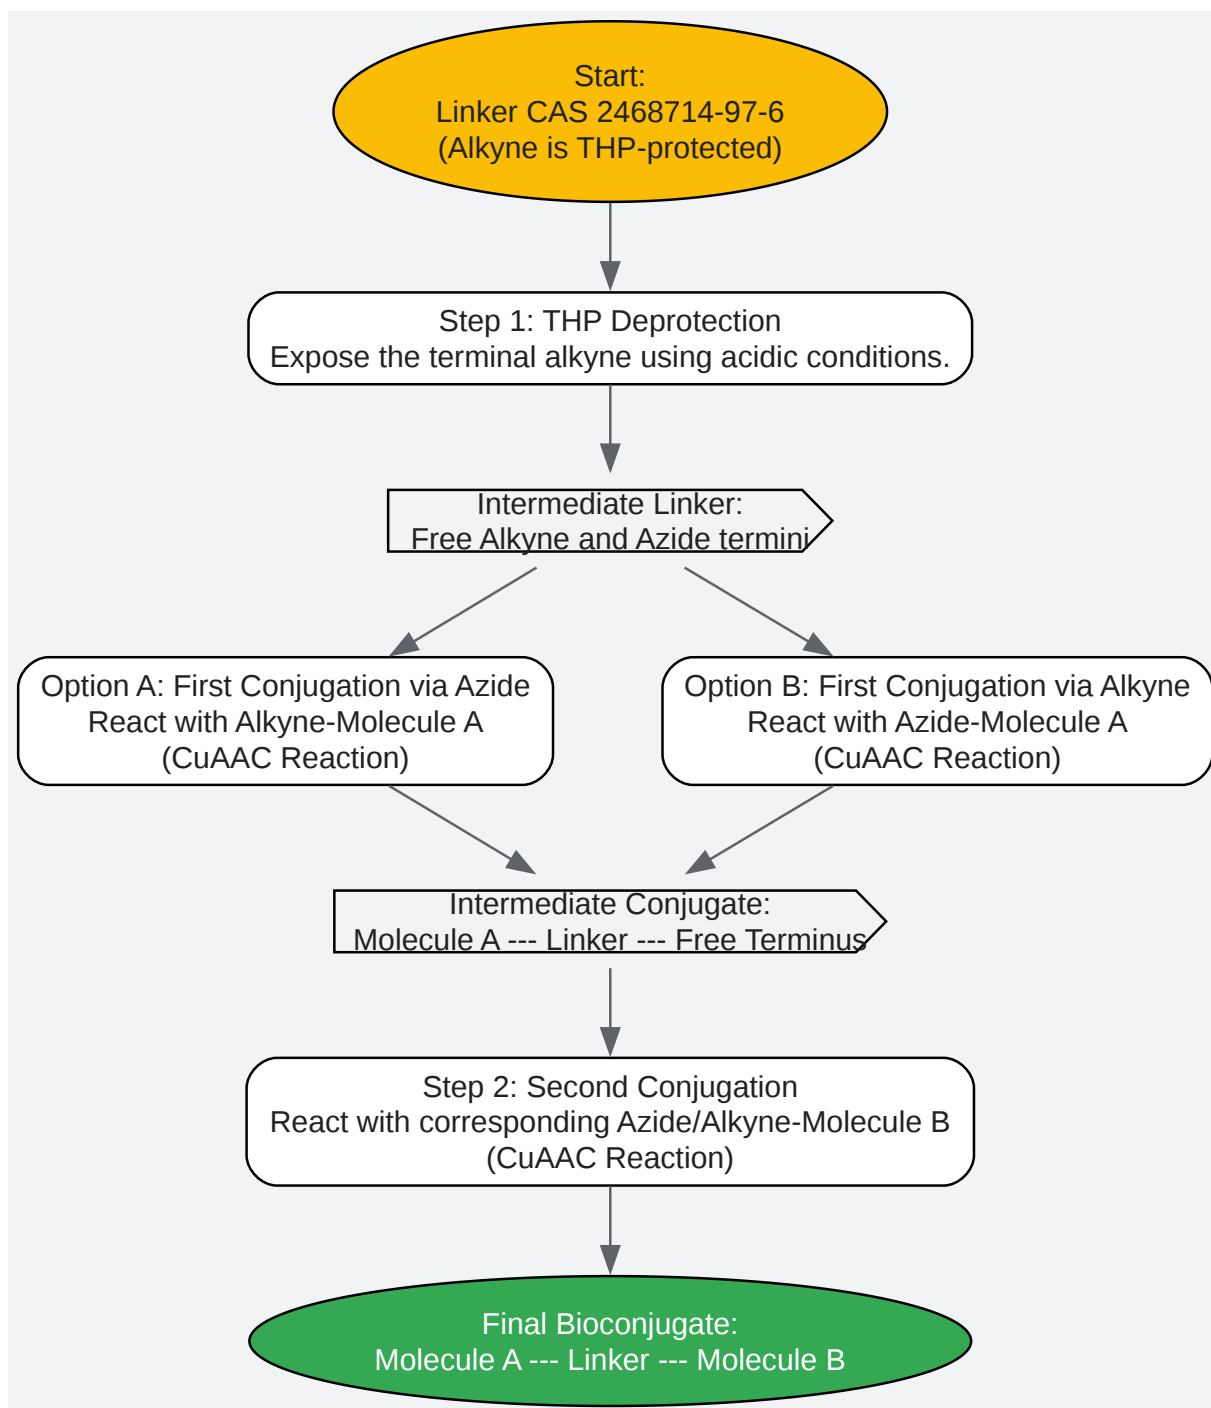 Start:
Linker CAS 2468714-97-6
(Alkyne is THP-protected)
Step 1: THP Deprotection
Expose the terminal alkyne using acidic conditions.
Intermediate Linker:
Free Alkyne and Azide termini
Option A: First Conjugation via Azide
React with Alkyne-Molecule A
(CuAAC Reaction)
Option B: First Conjugation via Alkyne
React with Azide-Molecule A
(CuAAC Reaction)
Intermediate Conjugate:
Molecule A --- Linker --- Free Terminus
Step 2: Second Conjugation
React with corresponding Azide/Alkyne-Molecule B
(CuAAC Reaction)
Final Bioconjugate:
Molecule A --- Linker --- Molecule B